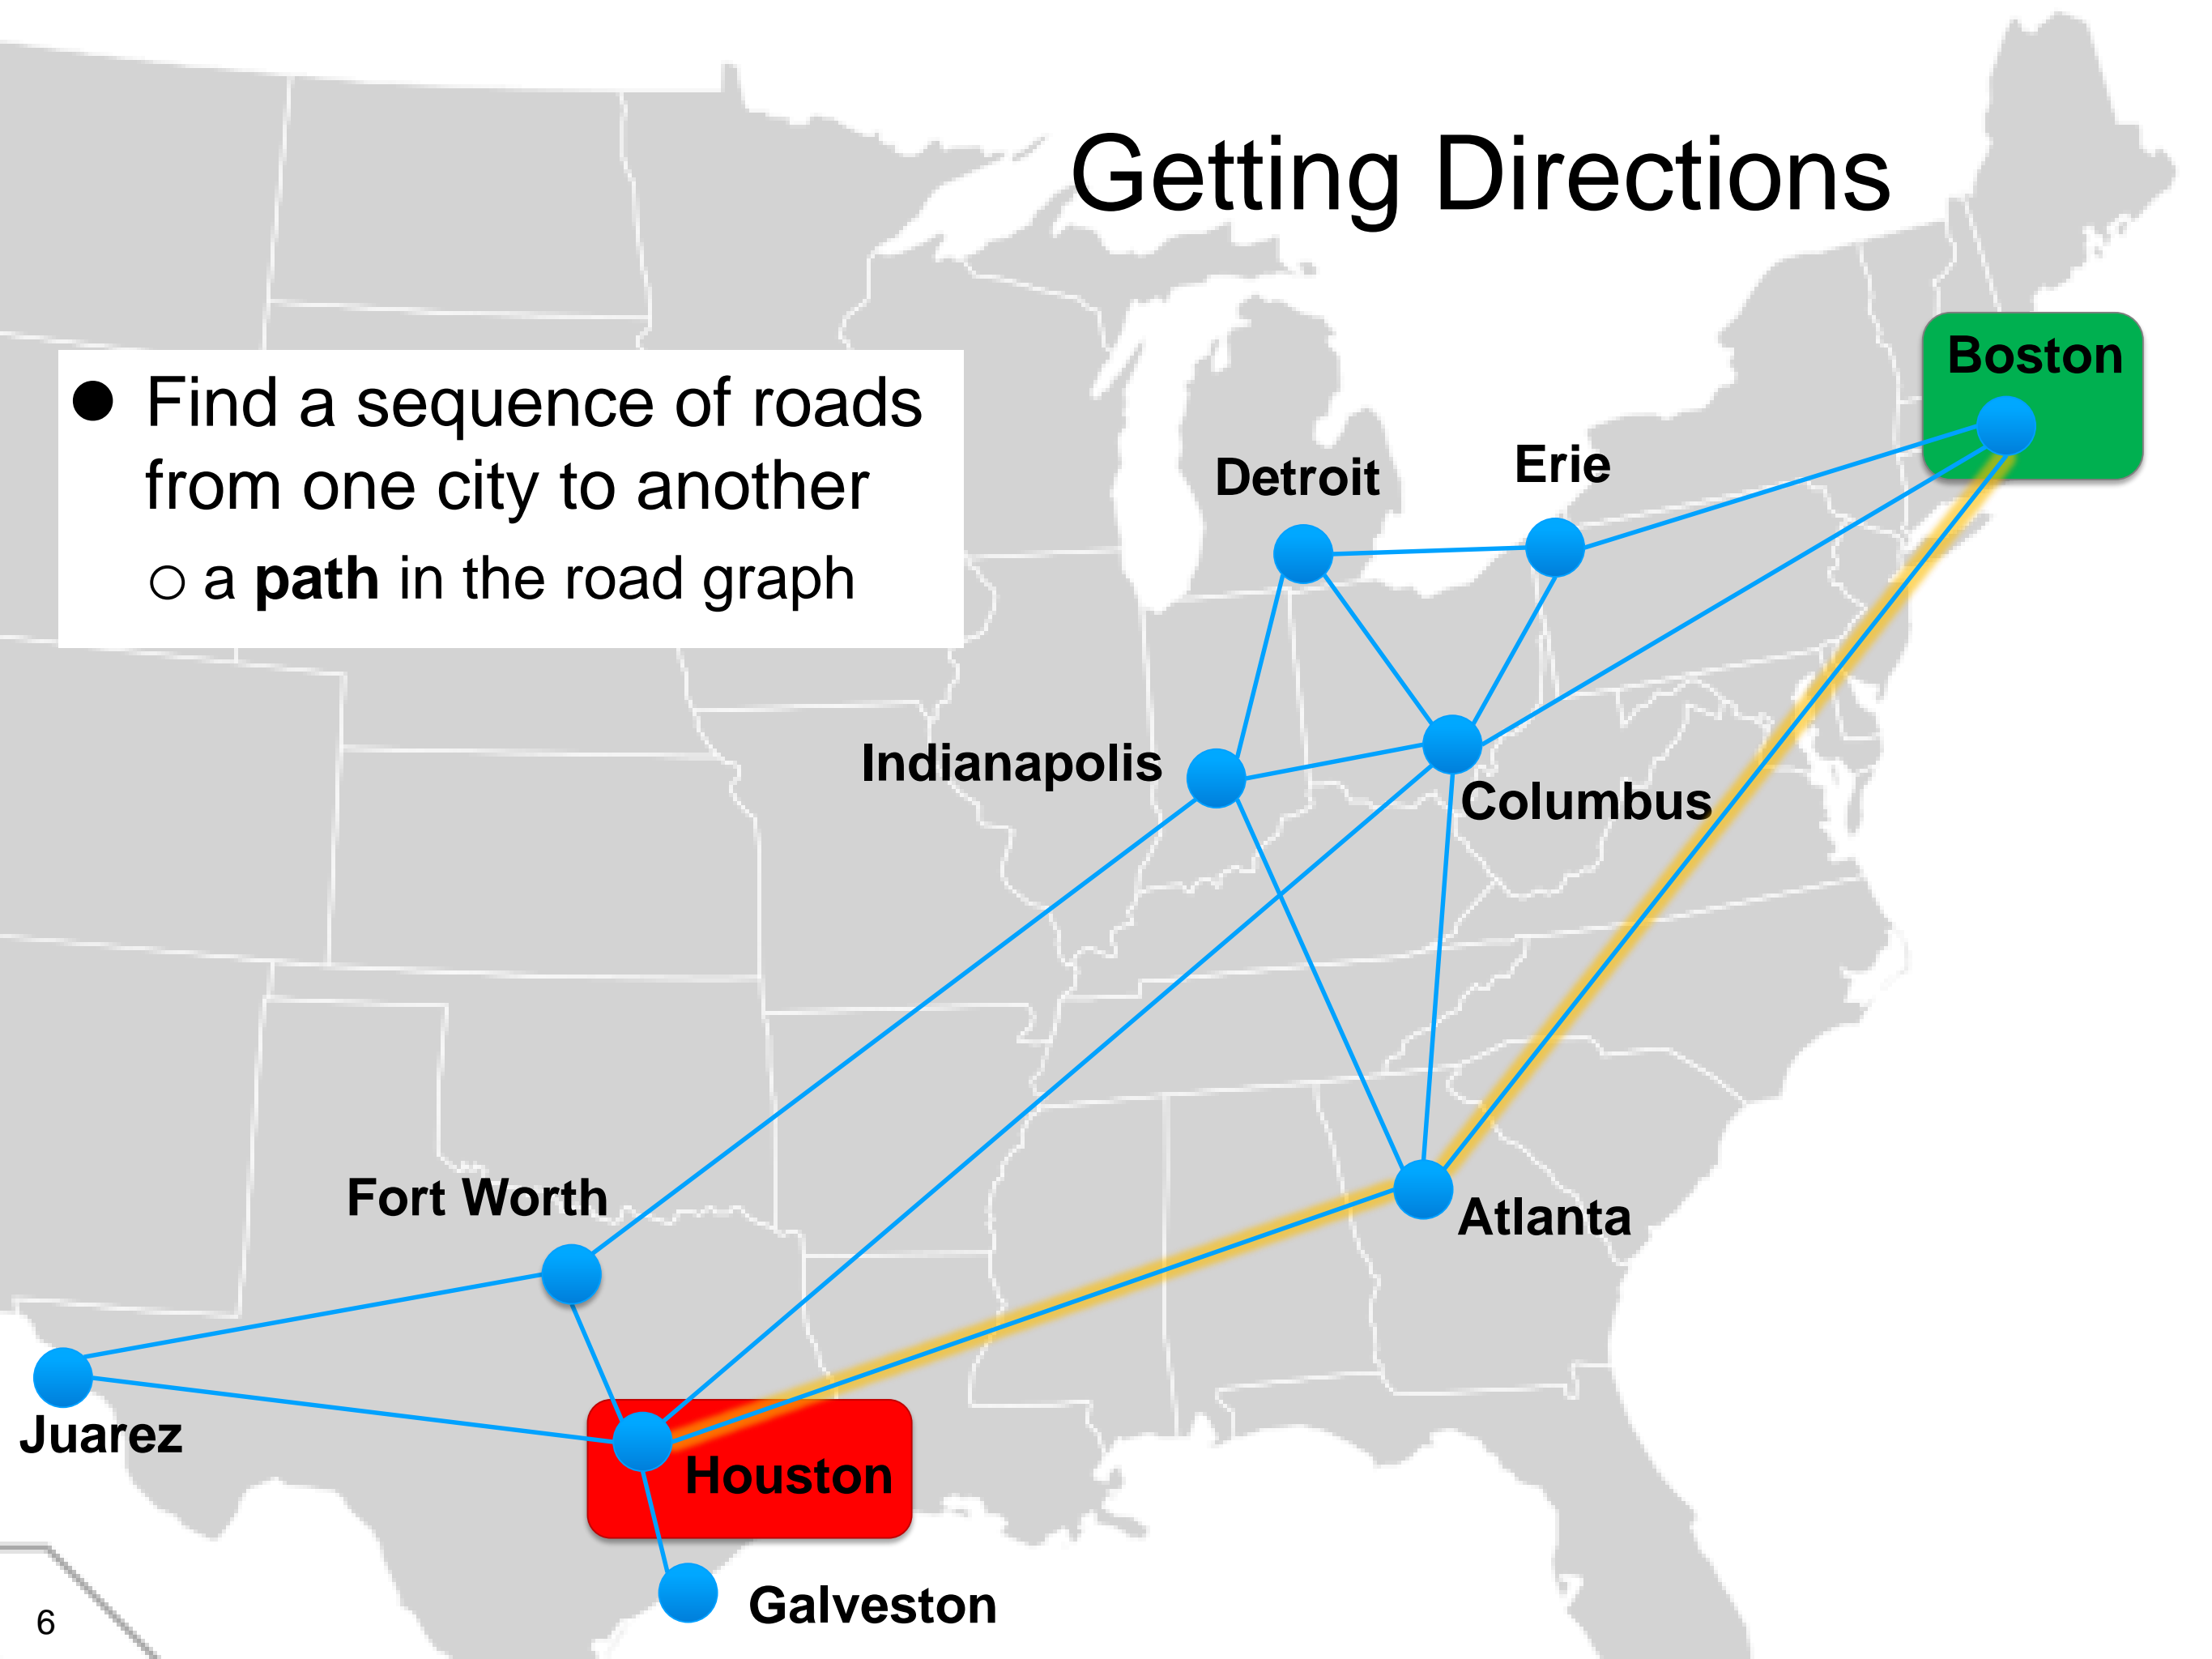 Getting Directions
● Find a sequence of roads
from one city to another
○ a path in the road graph
Boston
Erie
Detroit
Indianapolis
Columbus
Fort Worth
Atlanta
Juarez
Houston
Galveston
6